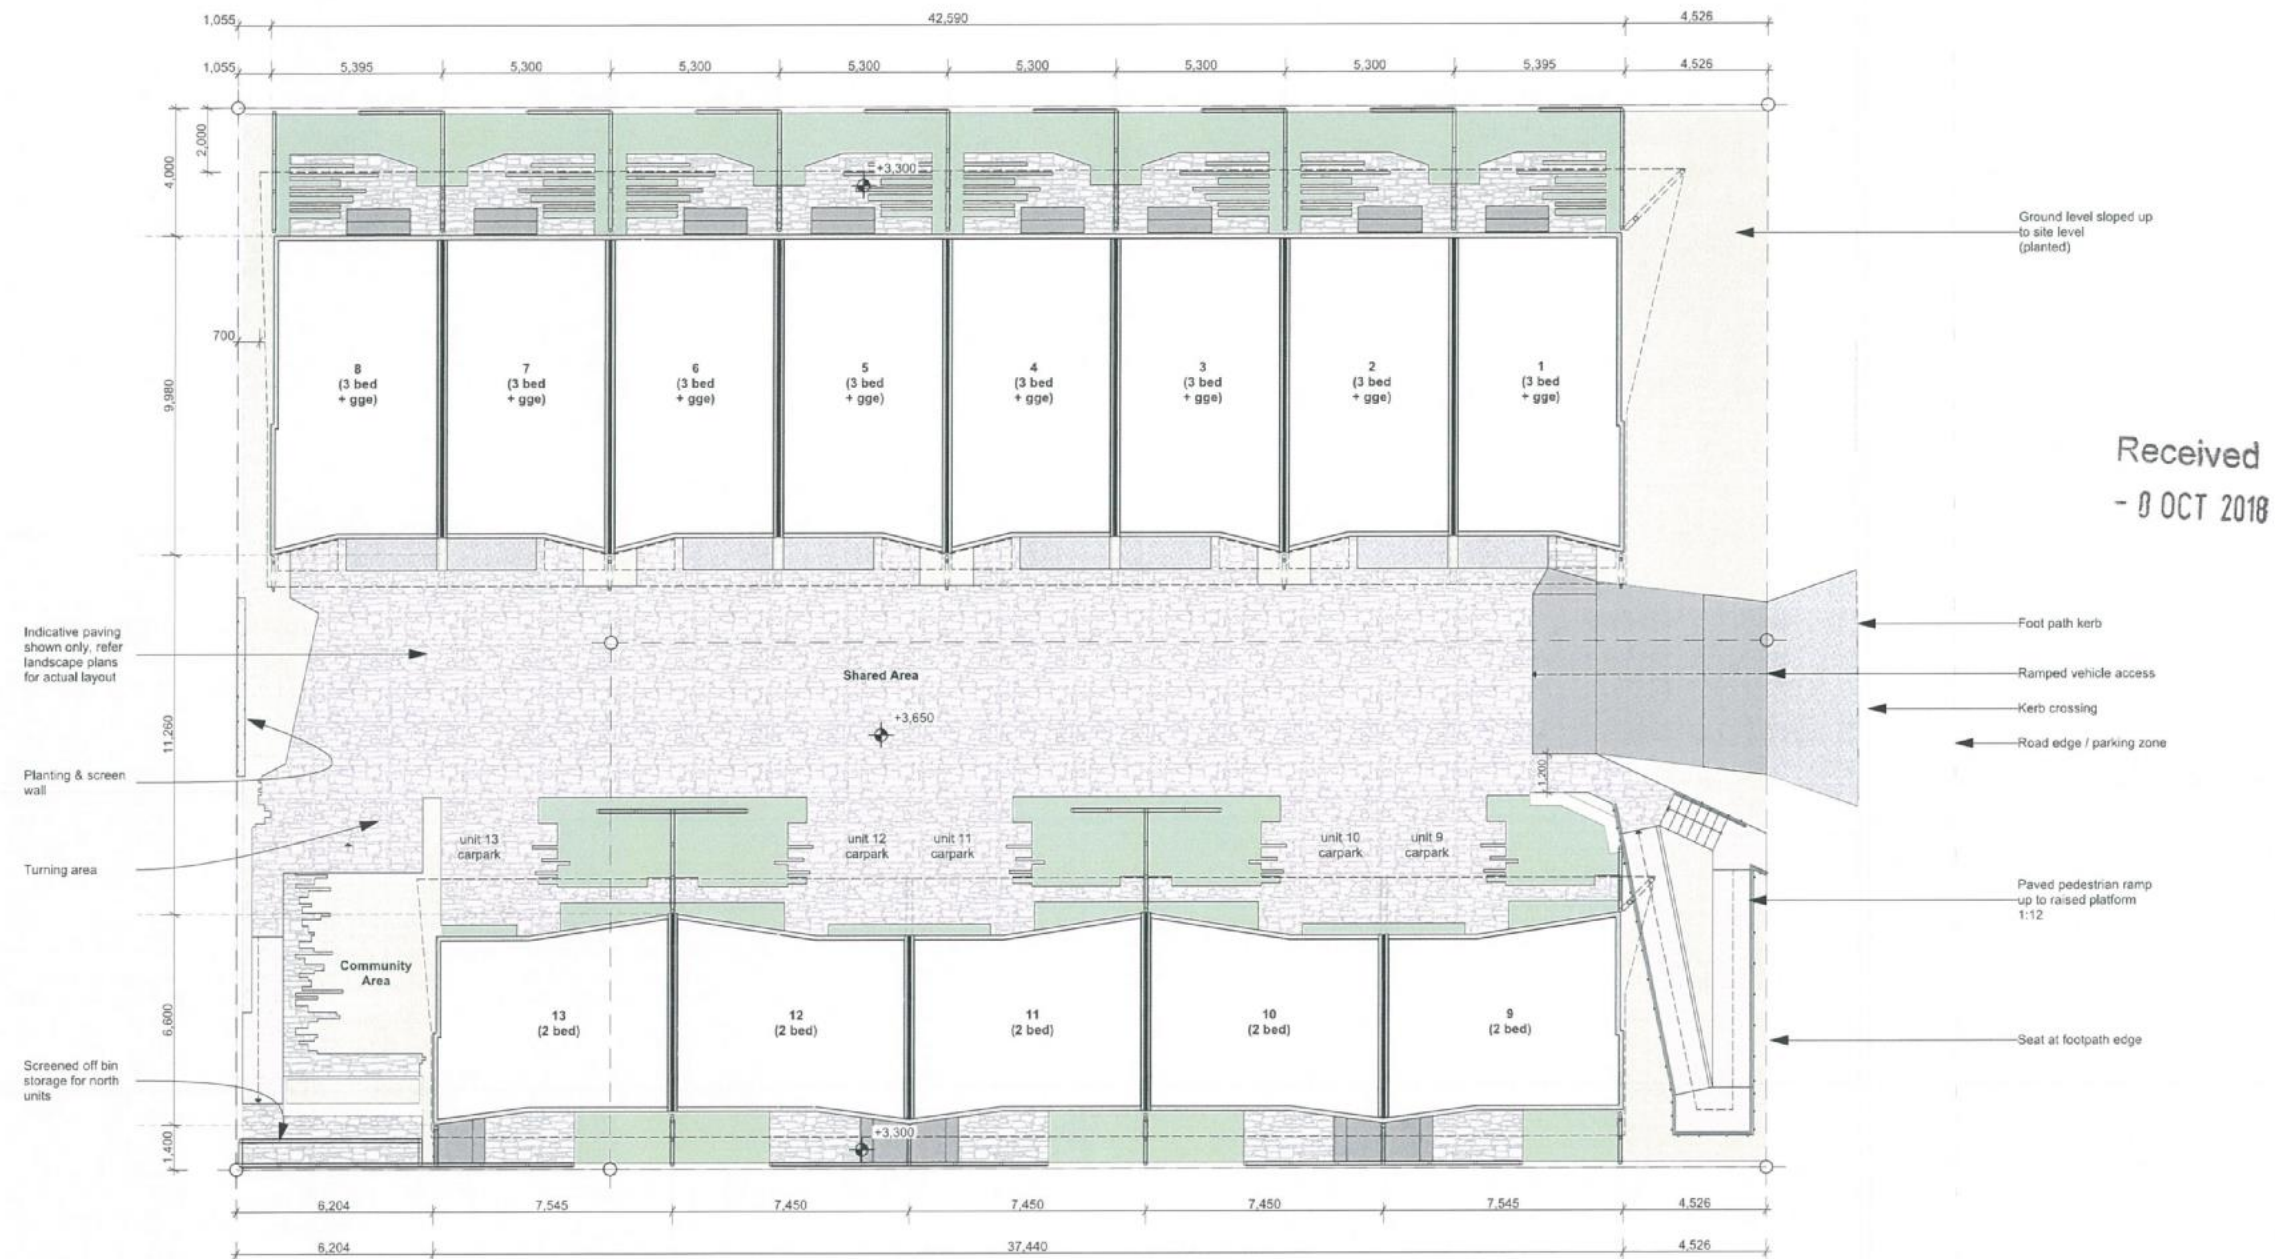 1,055
42,590
4,526
1,055
5,395
5,300
5,300
5,300
5,300
5,300
5,300
5,395
4,526
2,000
4,000
+3,300
Ground level sloped up
to site level
(planted)
700
9,980
8
(3 bed
+ gge)
7
(3 bed
+ gge)
6
(3 bed
+ gge)
5
(3 bed
+ gge)
4
(3 bed
+ gge)
3
(3 bed
+ gge)
2
(3 bed
+ gge)
1
(3 bed
+ gge)
Received
- 8 OCT 2018
Indicative paving
shown only, refer
landscape plans
for actual layout
Foot path kerb
Shared Area
Ramped vehicle access
+3,650
Kerb crossing
11,260
Road edge / parking zone
Planting & screen
wall
1,200
unit 13
carpark
unit 12
carpark
unit 11
carpark
unit 10
carpark
unit 9
carpark
Turning area
Paved pedestrian ramp
up to raised platform
1:12
Community
Area
6,600
13
(2 bed)
12
(2 bed)
11
(2 bed)
10
(2 bed)
9
(2 bed)
Seat at footpath edge
Screened off bin
storage for north
units
1,400
+3,300
6,204
7,545
7,450
7,450
7,450
7,545
4,526
6,204
37,440
4,526